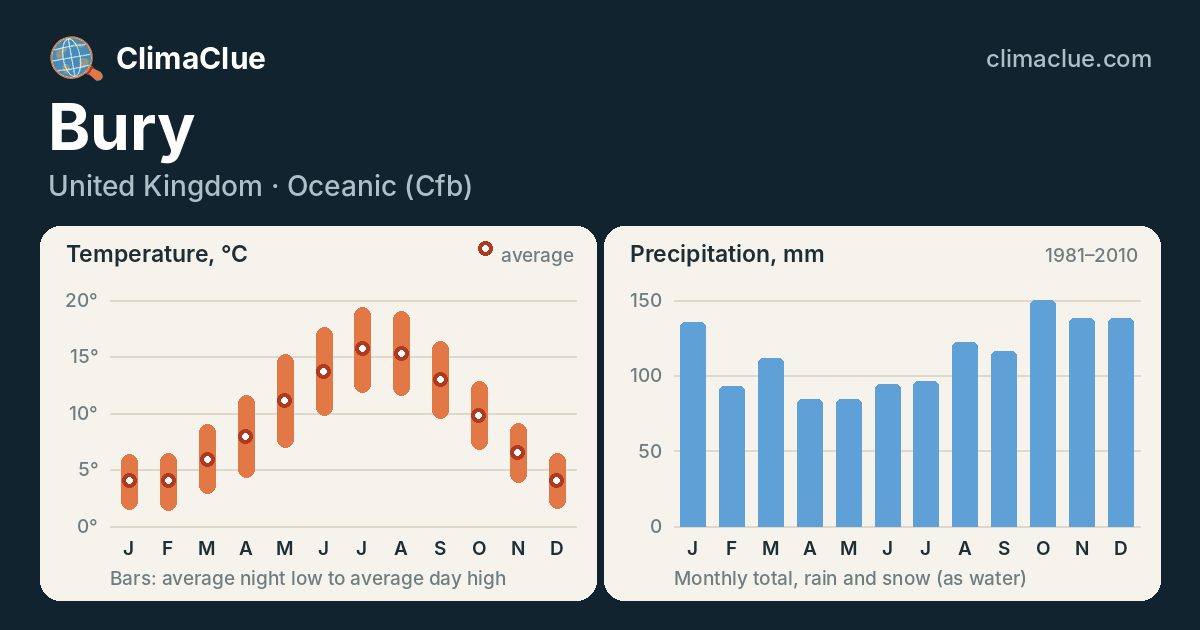 ClimaClue
climaclue.com
Bury
United Kingdom · Oceanic (Cfb)
Temperature, °C
average
20°
15°
10°
5°
0°
J F M A M J J A S O N D
Bars: average night low to average day high
Precipitation, mm
1981–2010
150
100
50
0
J F M A M J J A S O N D
Monthly total, rain and snow (as water)